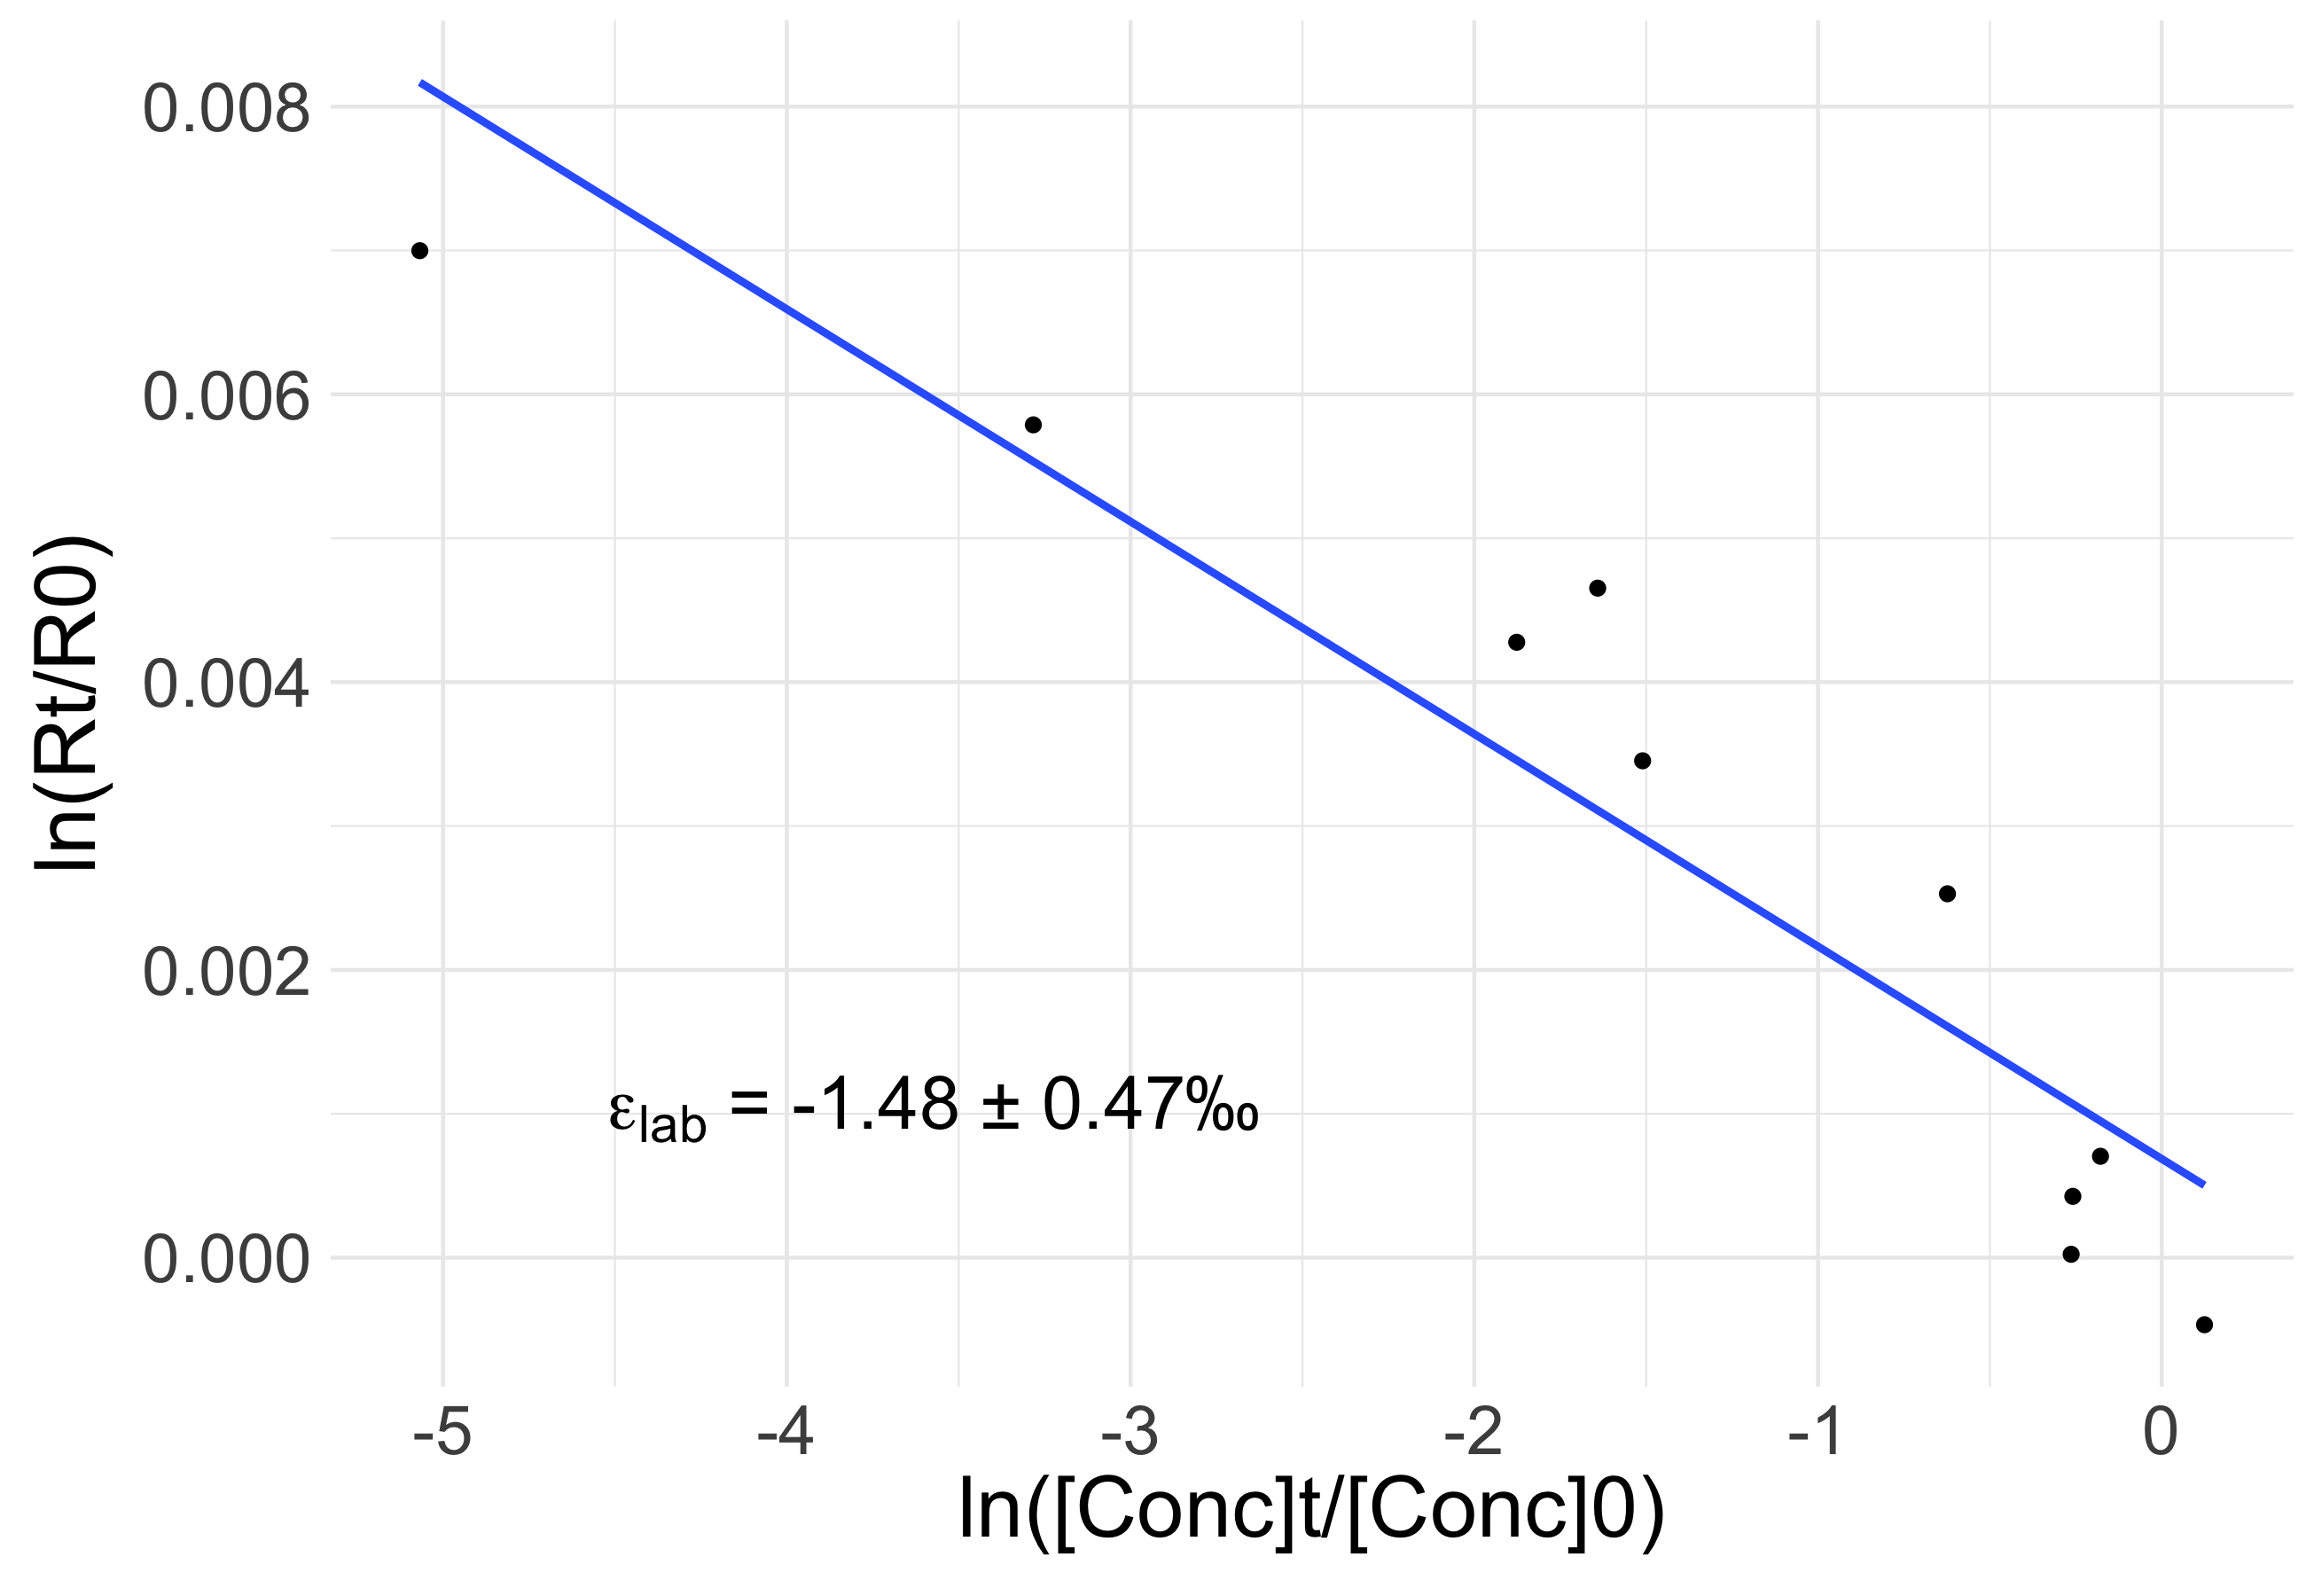 0.008
0.006
0.004
0.002
0.000
ln(Rt/R0)
εlab = -1.48 ± 0.47‰
-5 -4 -3 -2 -1 0
ln([Conc]t/[Conc]0)